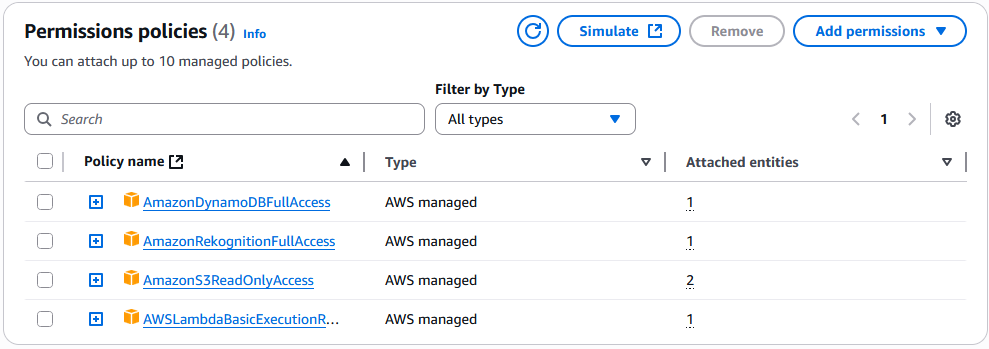 Permissions policies (4) Info
Simulate
Remove
Add permissions
You can attach up to 10 managed policies.
Filter by Type
Search
All types
1
Policy name Type Attached entities
AmazonDynamoDBFullAccess AWS managed 1
AmazonRekognitionFullAccess AWS managed 1
AmazonS3ReadOnlyAccess AWS managed 2
AWSLambdaBasicExecutionR... AWS managed 1